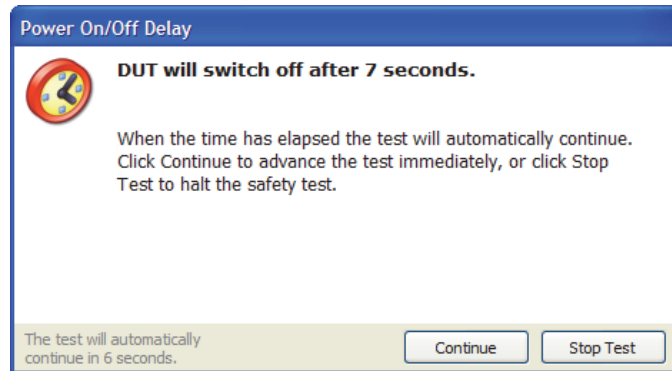 Power On/Off Delay
DUT will switch off after 7 seconds.
When the time has elapsed the test will automatically continue.
Click Continue to advance the test immediately, or click Stop
Test to halt the safety test.
The test will automatically
continue in 6 seconds.
Continue
Stop Test